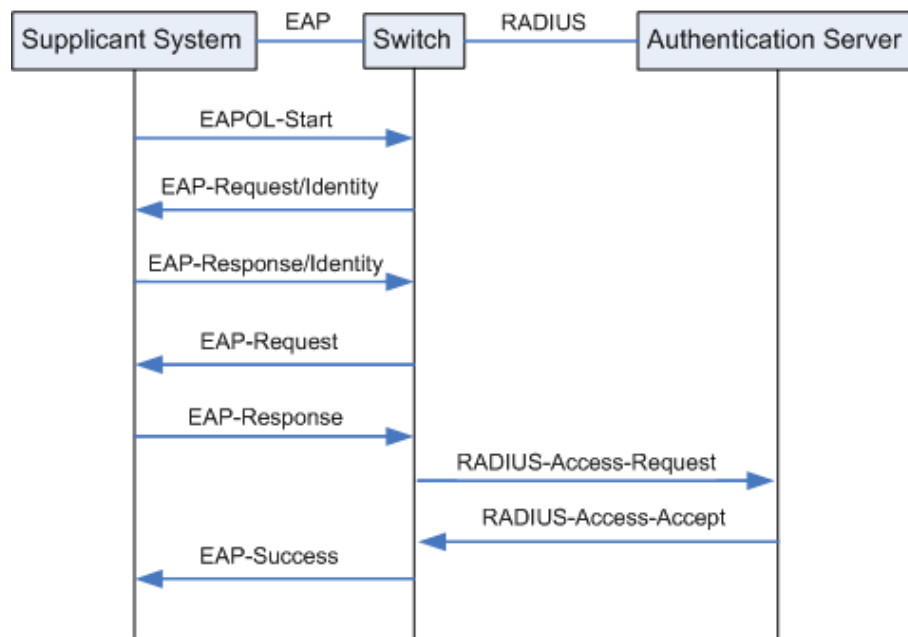 EAP
RADIUS
Supplicant System
Switch
Authentication Server
EAPOL-Start
EAP-Request/Identity
EAP-Response/Identity
EAP-Request
EAP-Response
RADIUS-Access-Request
RADIUS-Access-Accept
EAP-Success